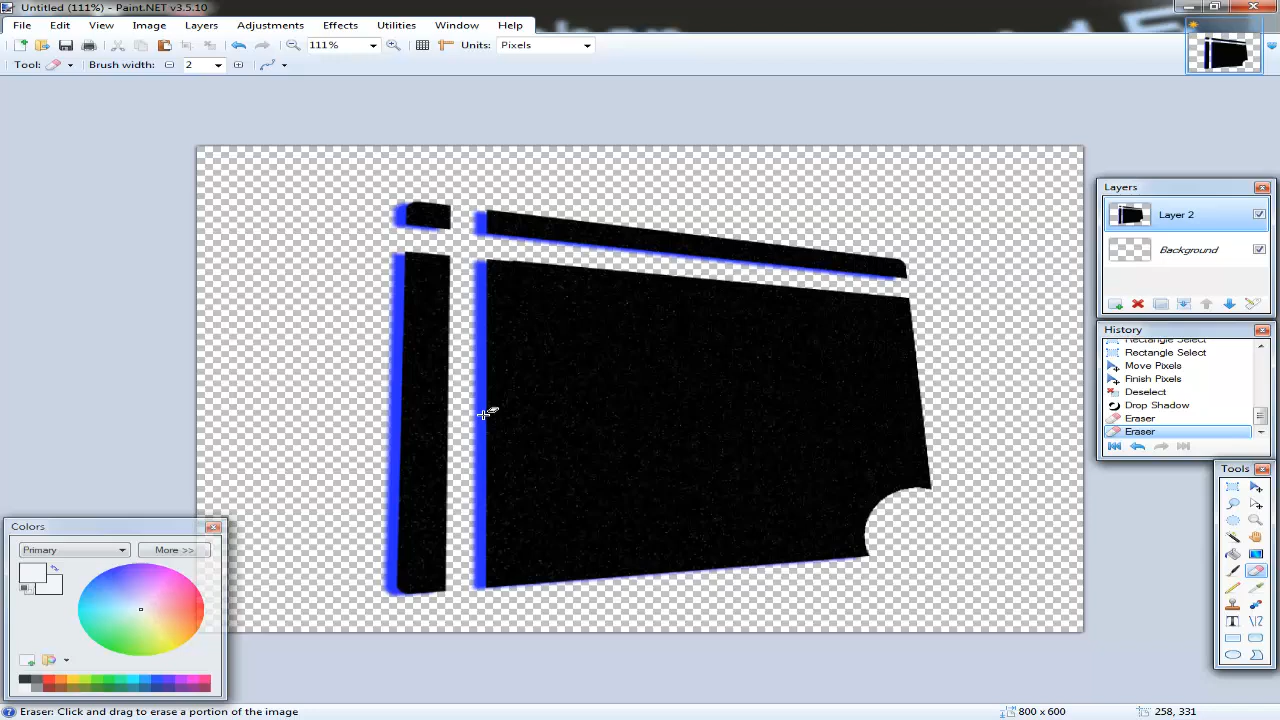 Untitled (111%) - Paint.NET v3.5.10
File Edit View Image Layers Adjustments Effects Utilities Window Help
111% Units: Pixels
Tool: Brush width: 2
Layers
Layer 2
Background
History
Rectangle Select
Rectangle Select
Move Pixels
Finish Pixels
Deselect
Drop Shadow
Eraser
Eraser
Tools
Colors
Primary More >>
Eraser: Click and drag to erase a portion of the image 800 x 600 258, 331